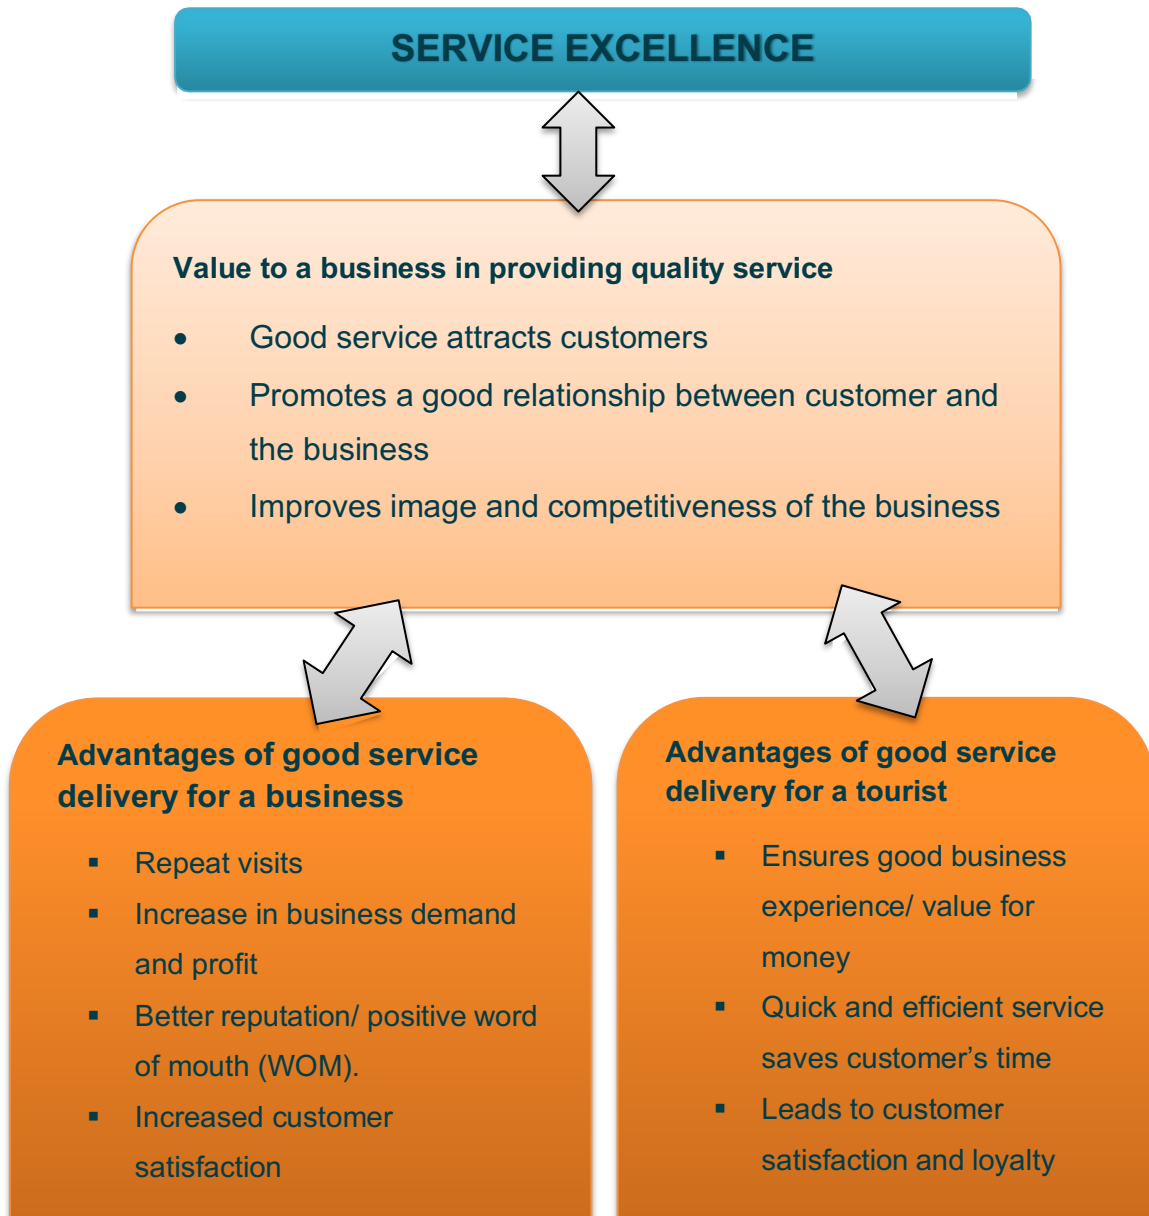 SERVICE EXCELLENCE
Value to a business in providing quality service
• Good service attracts customers
• Promotes a good relationship between customer and
the business
• Improves image and competitiveness of the business
Advantages of good service
delivery for a business
▪ Repeat visits
▪ Increase in business demand
and profit
▪ Better reputation/ positive word
of mouth (WOM).
▪ Increased customer
satisfaction
Advantages of good service
delivery for a tourist
▪ Ensures good business
experience/ value for
money
▪ Quick and efficient service
saves customer’s time
▪ Leads to customer
satisfaction and loyalty